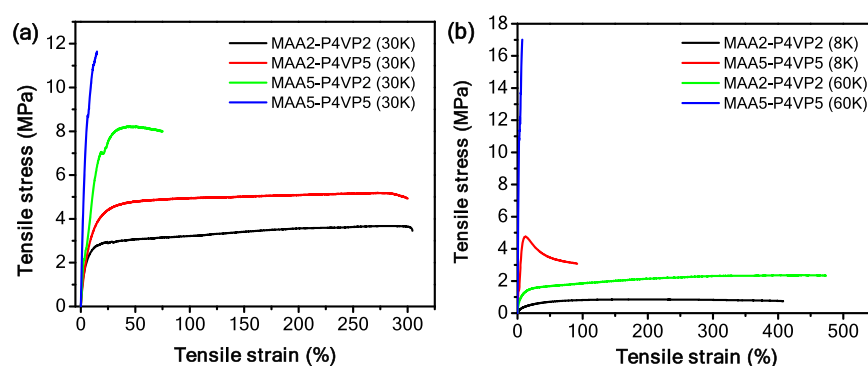 (a)
MAA2-P4VP2 (30K)
MAA2-P4VP5 (30K)
MAA5-P4VP2 (30K)
MAA5-P4VP5 (30K)
12
10
8
6
4
2
0
Tensile stress (MPa)
0 50 100 150 200 250 300
Tensile strain (%)
(b)
MAA2-P4VP2 (8K)
MAA5-P4VP5 (8K)
MAA2-P4VP2 (60K)
MAA5-P4VP5 (60K)
18
16
14
12
10
8
6
4
2
0
Tensile stress (MPa)
0 100 200 300 400 500
Tensile strain (%)